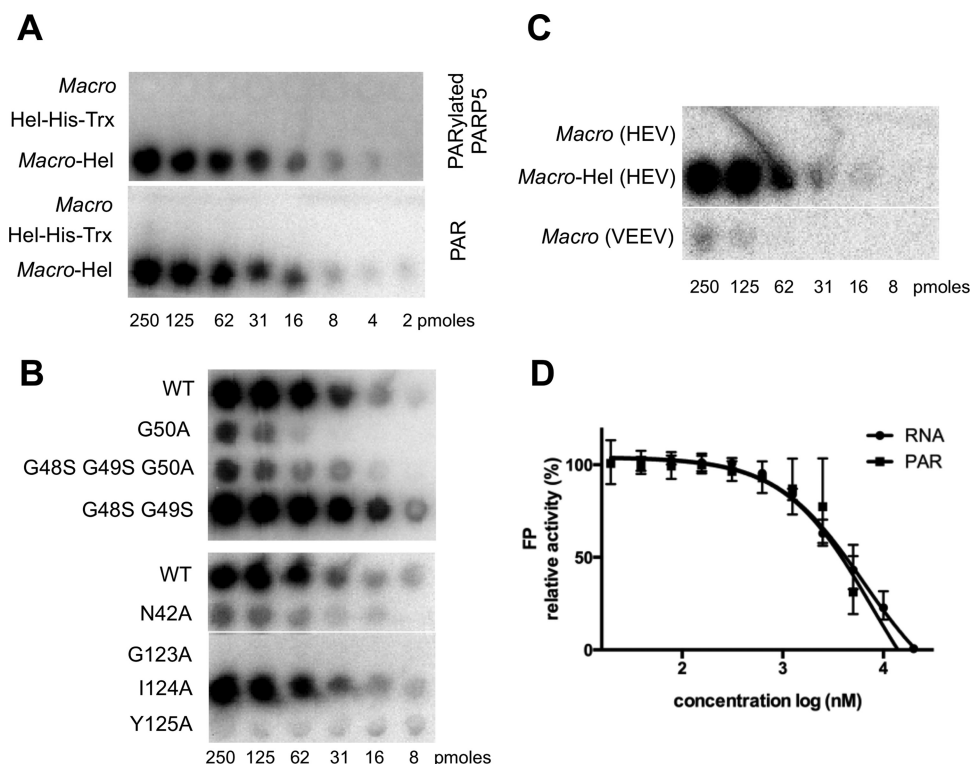 A
Macro
Hel-His-Trx
Macro-Hel
PARylated
PARP5
Macro
Hel-His-Trx
Macro-Hel
PAR
250 125 62 31 16 8 4 2 pmoles
B
WT
G50A
G48S G49S G50A
G48S G49S
WT
N42A
G123A
I124A
Y125A
250 125 62 31 16 8 pmoles
C
Macro (HEV)
Macro-Hel (HEV)
Macro (VEEV)
250 125 62 31 16 8 pmoles
D
RNA
PAR
FP
relative activity (%)
100
50
0
2 3 4
concentration log (nM)